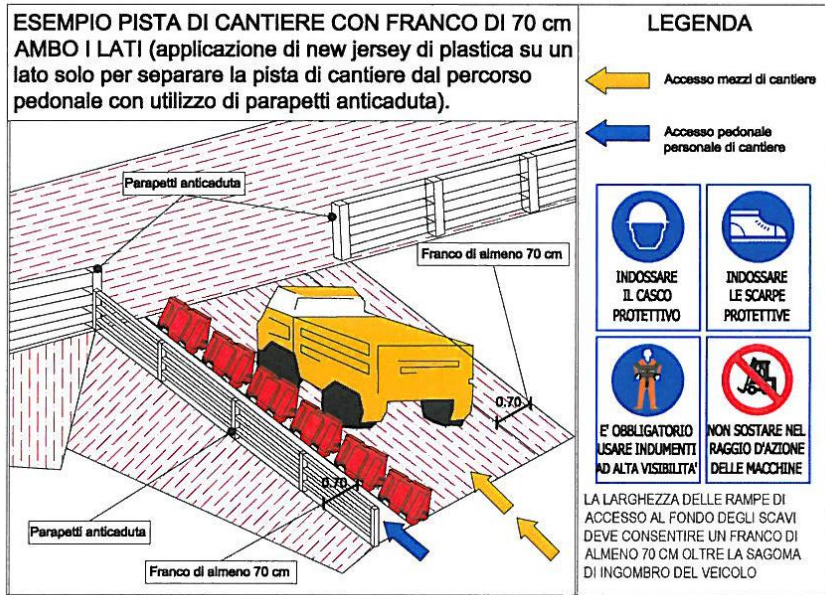 ESEMPIO PISTA DI CANTIERE CON FRANCO DI 70 cm
AMBO I LATI (applicazione di new jersey di plastica su un
lato solo per separare la pista di cantiere dal percorso
pedonale con utilizzo di parapetti anticaduta).
Parapetti anticaduta
Franco di almeno 70 cm
0.70
0.70
Parapetti anticaduta
Franco di almeno 70 cm
LEGENDA
Accesso mezzi di cantiere
Accesso pedonale
personale di cantiere
INDOSSARE
IL CASCO
PROTETTIVO
INDOSSARE
LE SCARPE
PROTETTIVE
E' OBBLIGATORIO
USARE INDUMENTI
AD ALTA VISIBILITA'
NON SOSTARE NEL
RAGGIO D'AZIONE
DELLE MACCHINE
LA LARGHEZZA DELLE RAMPE DI
ACCESSO AL FONDO DEGLI SCAVI
DEVE CONSENTIRE UN FRANCO DI
ALMENO 70 CM OLTRE LA SAGOMA
DI INGOMBRO DEL VEICOLO